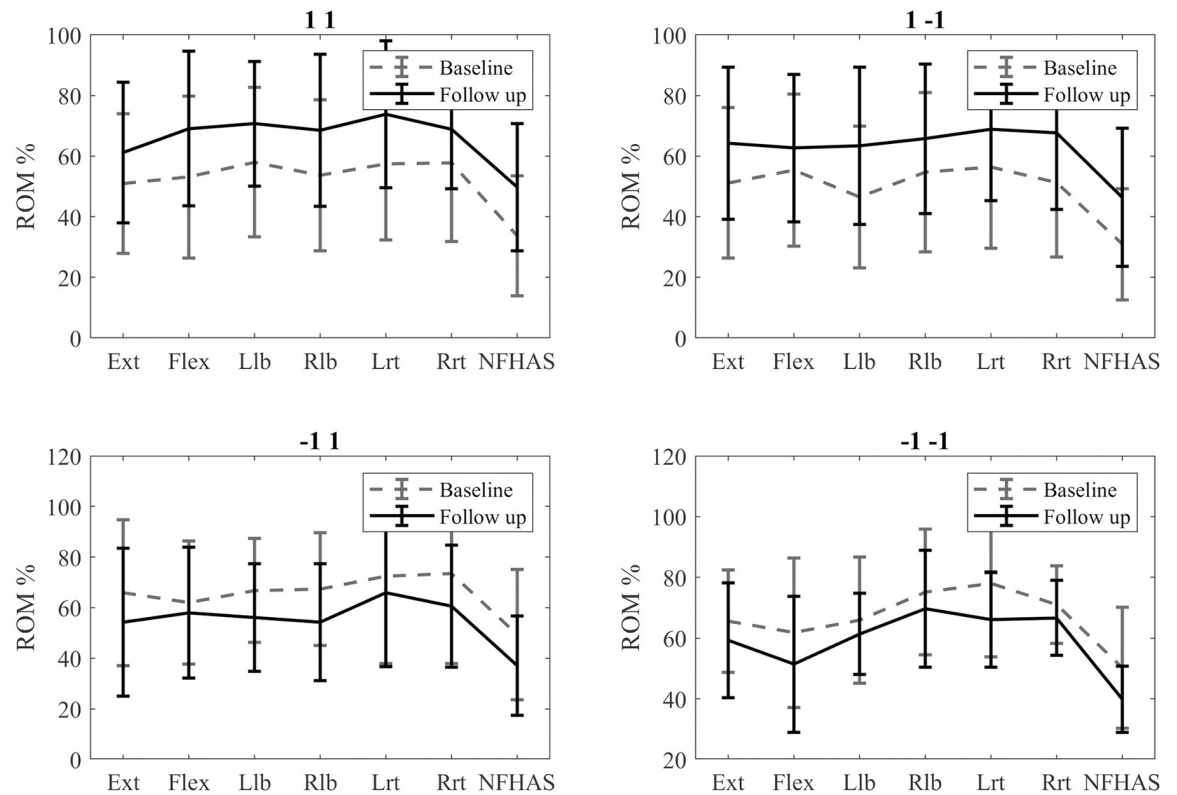 1 1
100
80
60
40
20
0
ROM %
Baseline
Follow up
Ext Flex Llb Rlb Lrt Rrt NFHAS
1 -1
100
80
60
40
20
0
ROM %
Baseline
Follow up
Ext Flex Llb Rlb Lrt Rrt NFHAS
-1 1
120
100
80
60
40
20
0
ROM %
Baseline
Follow up
Ext Flex Llb Rlb Lrt Rrt NFHAS
-1 -1
120
100
80
60
40
20
ROM %
Baseline
Follow up
Ext Flex Llb Rlb Lrt Rrt NFHAS